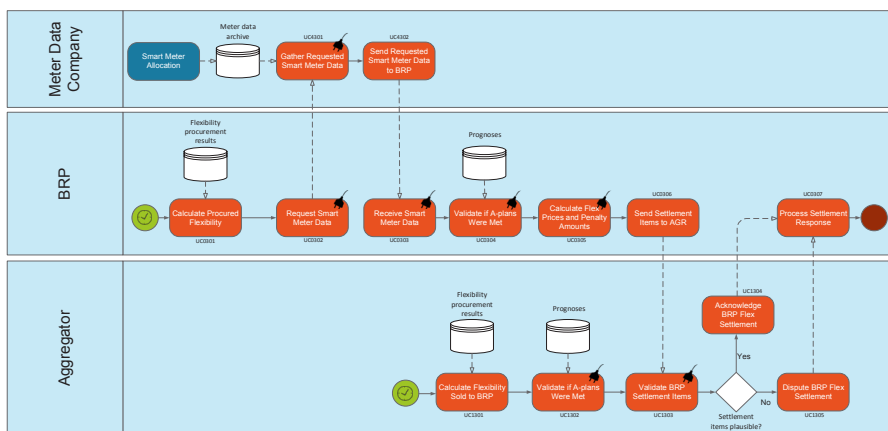 Meter Data
Company
Smart Meter
Allocation
Meter data
archive
UC4301
Gather Requested
Smart Meter Data
UC4302
Send Requested
Smart Meter Data
to BRP
BRP
Flexibility
procurement
results
Calculate Procured
Flexibility
UC0301
Request Smart
Meter Data
UC0302
Receive Smart
Meter Data
UC0303
Prognoses
Validate if A-plans
Were Met
UC0304
Calculate Flex
Prices and Penalty
Amounts
UC0305
UC0306
Send Settlement
Items to AGR
UC0307
Process Settlement
Response
Aggregator
Flexibility
procurement
results
Calculate Flexibility
Sold to BRP
UC1301
Prognoses
Validate if A-plans
Were Met
UC1302
Validate BRP
Settlement Items
UC1303
UC1304
Acknowledge
BRP Flex
Settlement
Yes
No
Settlement
items plausible?
Dispute BRP Flex
Settlement
UC1305